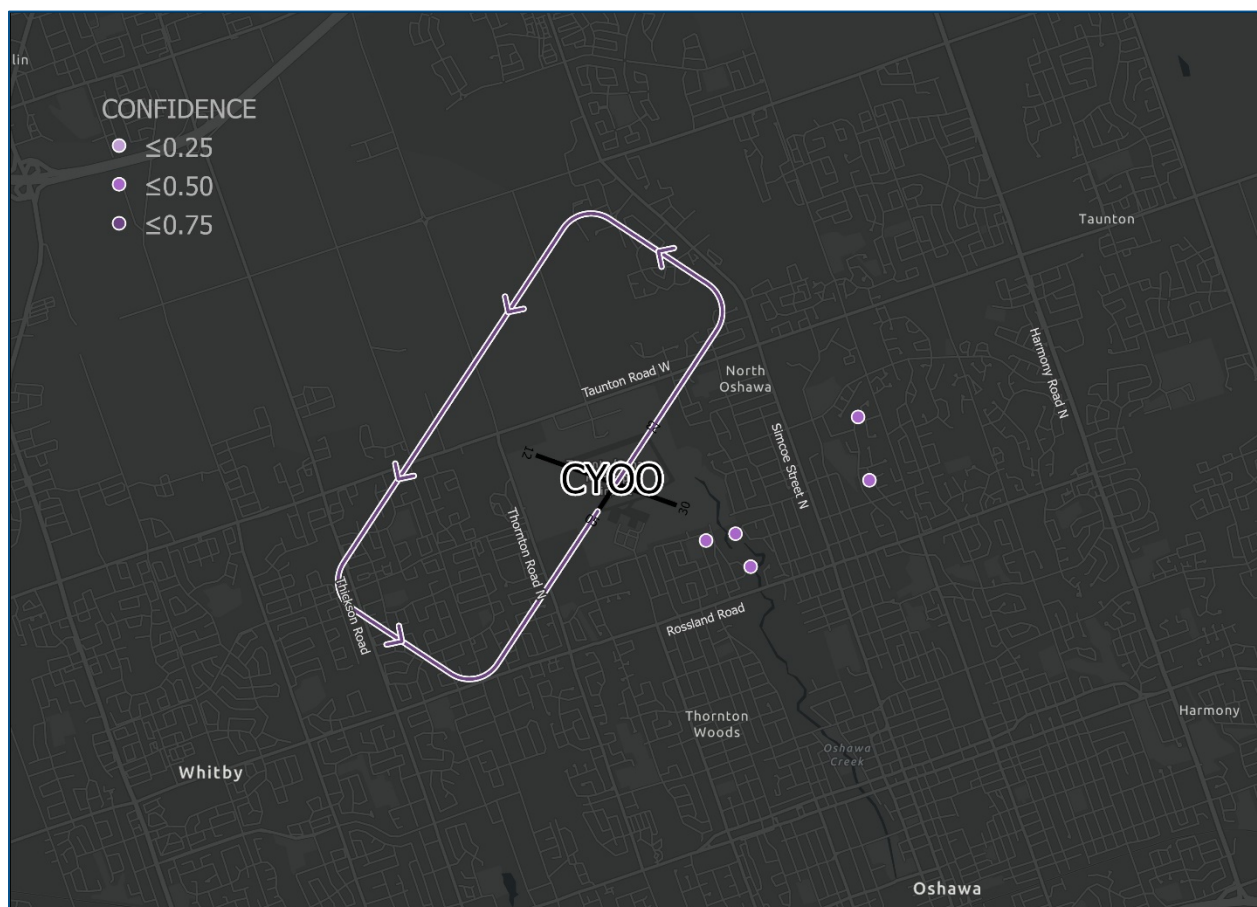 lin
CONFIDENCE
≤0.25
≤0.50
≤0.75
Taunton
Harmony Road N
Taunton Road W
North
Oshawa
Simcoe Street N
12
CYOO
30
Thornton Road N
Thickson Road
Rossland Road
Thornton
Woods
Harmony
Oshawa
Creek
Whitby
Oshawa